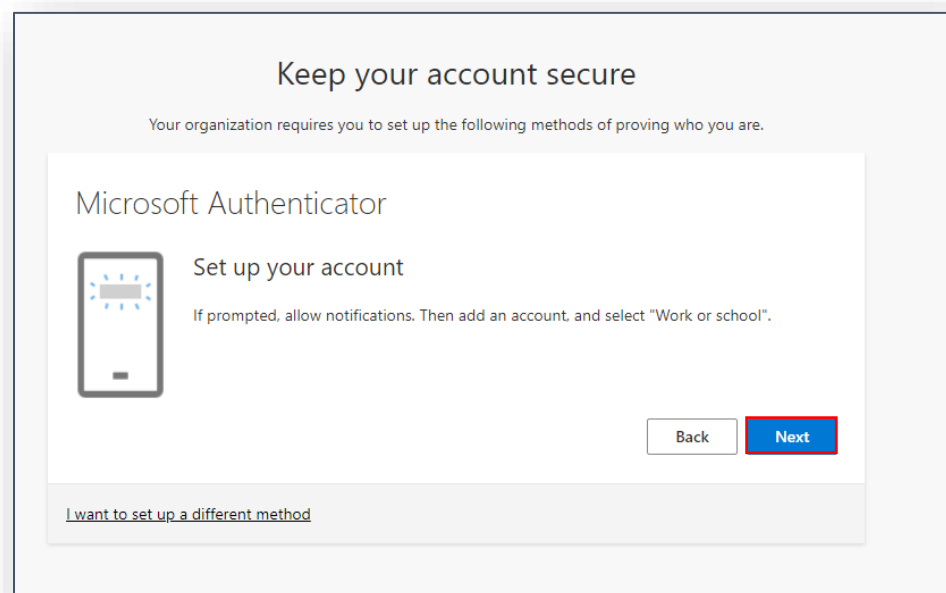 Keep your account secure
Your organization requires you to set up the following methods of proving who you are.
Microsoft Authenticator
Set up your account
If prompted, allow notifications. Then add an account, and select "Work or school".
Back
Next
I want to set up a different method